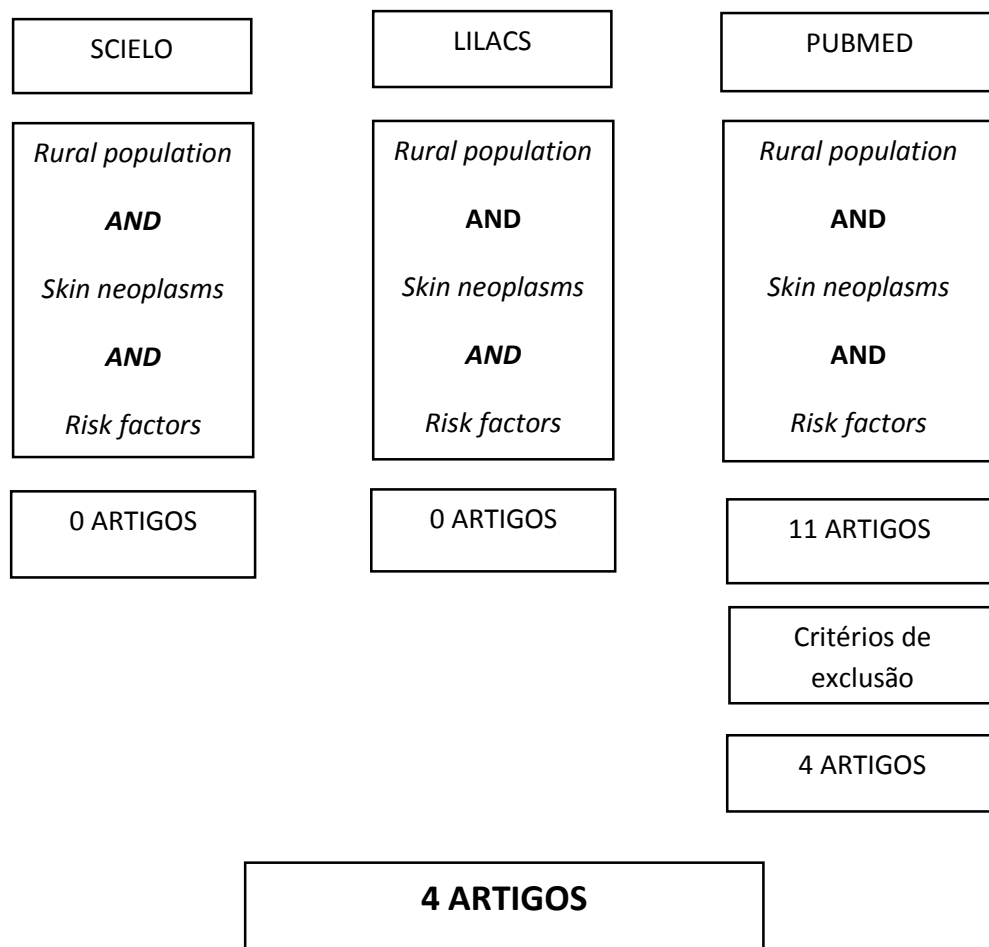 SCIELO
Rural population
AND
Skin neoplasms
AND
Risk factors
0 ARTIGOS
LILACS
Rural population
AND
Skin neoplasms
AND
Risk factors
0 ARTIGOS
PUBMED
Rural population
AND
Skin neoplasms
AND
Risk factors
11 ARTIGOS
Critérios de
exclusão
4 ARTIGOS
4 ARTIGOS